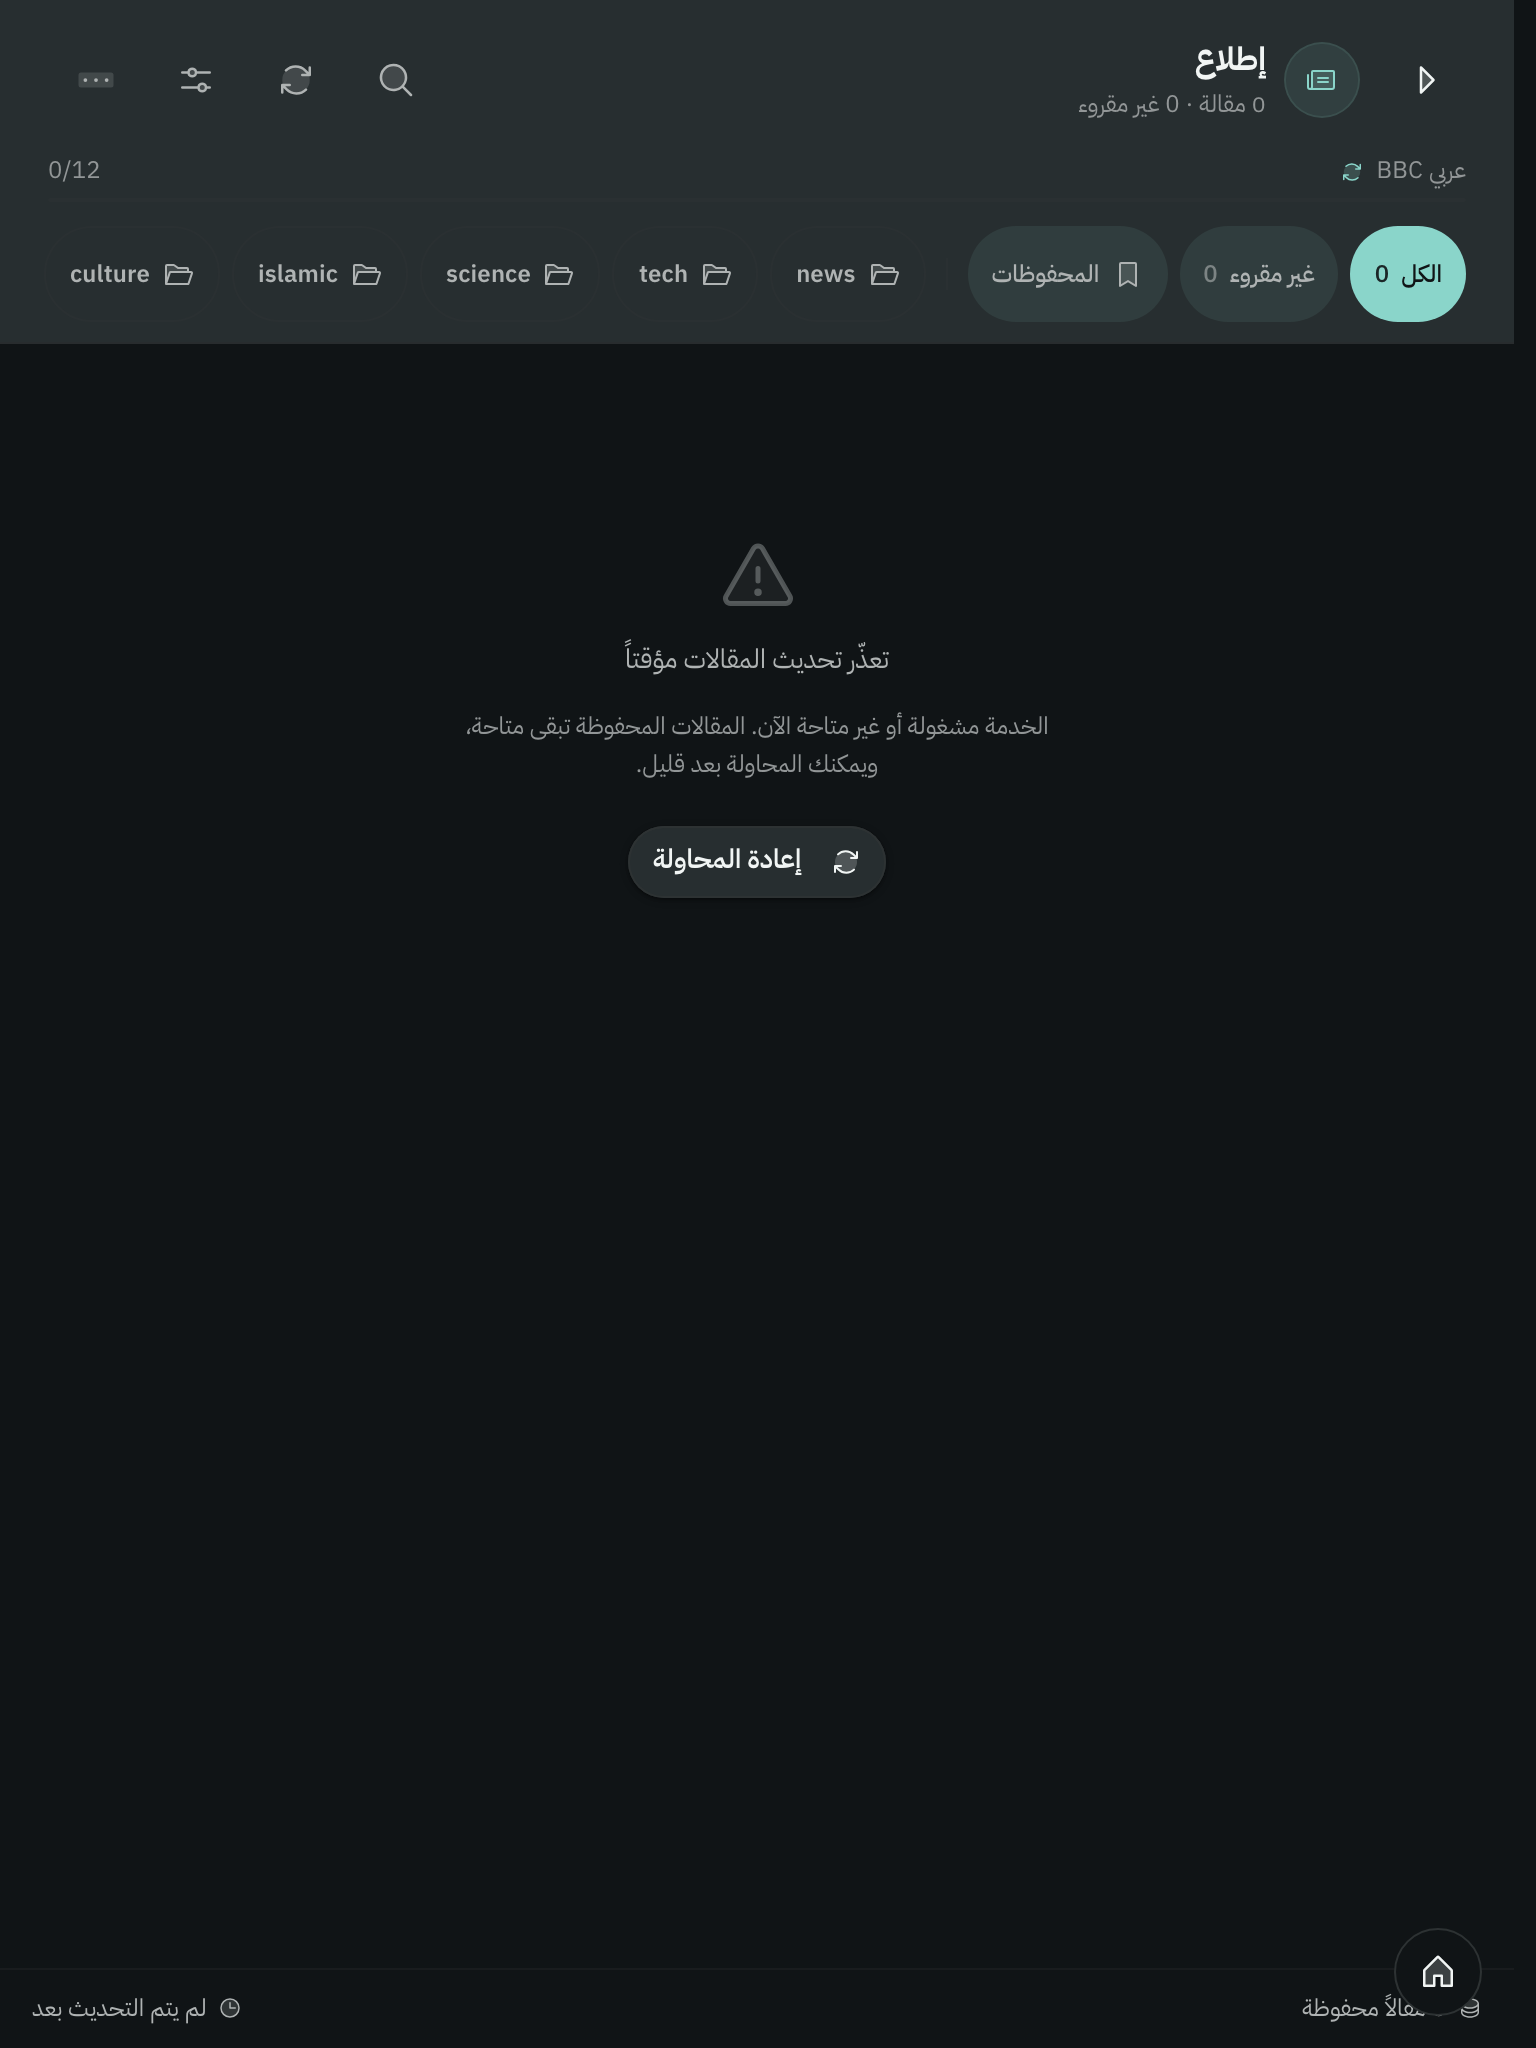 إطلاع
0 مقالة · 0 غير مقروء
عربي BBC
0/12
الكل 0
غير مقروء 0
المحفوظات
news
tech
science
islamic
culture
تعذّر تحديث المقالات مؤقتاً
الخدمة مشغولة أو غير متاحة الآن. المقالات المحفوظة تبقى متاحة،
ويمكنك المحاولة بعد قليل.
إعادة المحاولة
محفوظة
لم يتم التحديث بعد